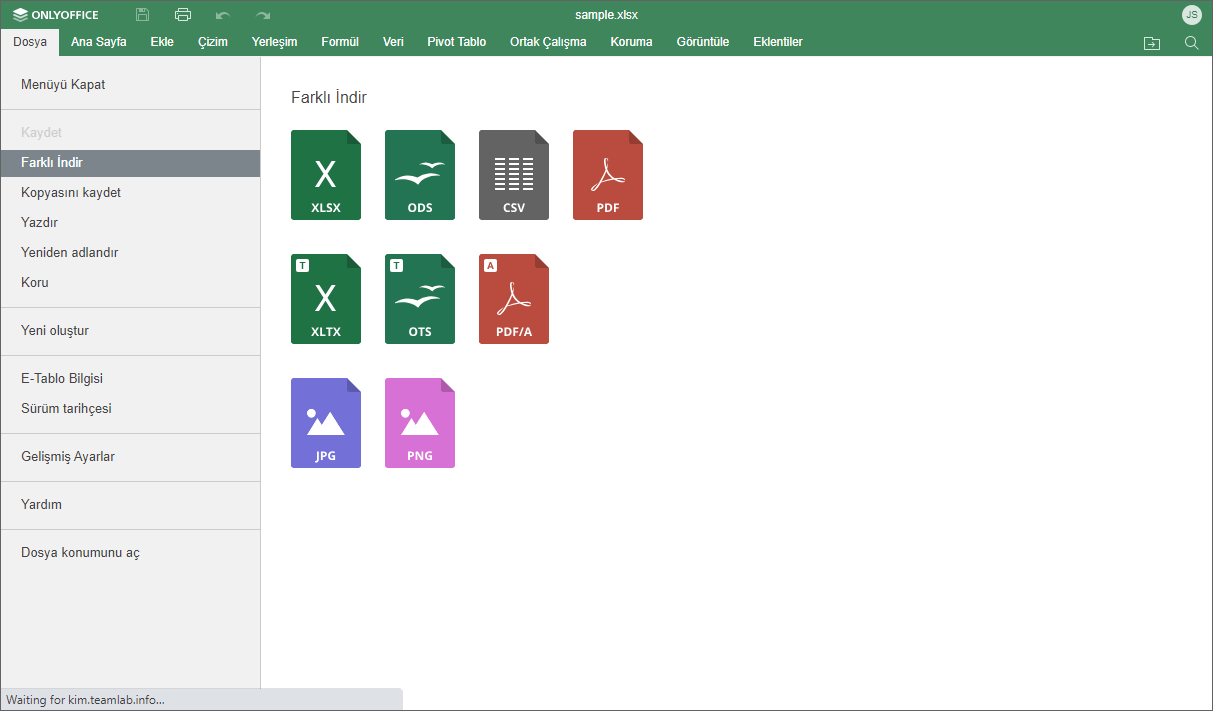 ONLYOFFICE
sample.xlsx
JS
Dosya Ana Sayfa Ekle Çizim Yerleşim Formül Veri Pivot Tablo Ortak Çalışma Koruma Görüntüle Eklentiler
Menüyü Kapat
Kaydet
Farklı İndir
Kopyasını kaydet
Yazdır
Yeniden adlandır
Koru
Yeni oluştur
E-Tablo Bilgisi
Sürüm tarihçesi
Gelişmiş Ayarlar
Yardım
Dosya konumunu aç
Farklı İndir
X
XLSX ODS CSV PDF
T T A
X
XLTX OTS PDF/A
JPG PNG
Waiting for kim.teamlab.info...